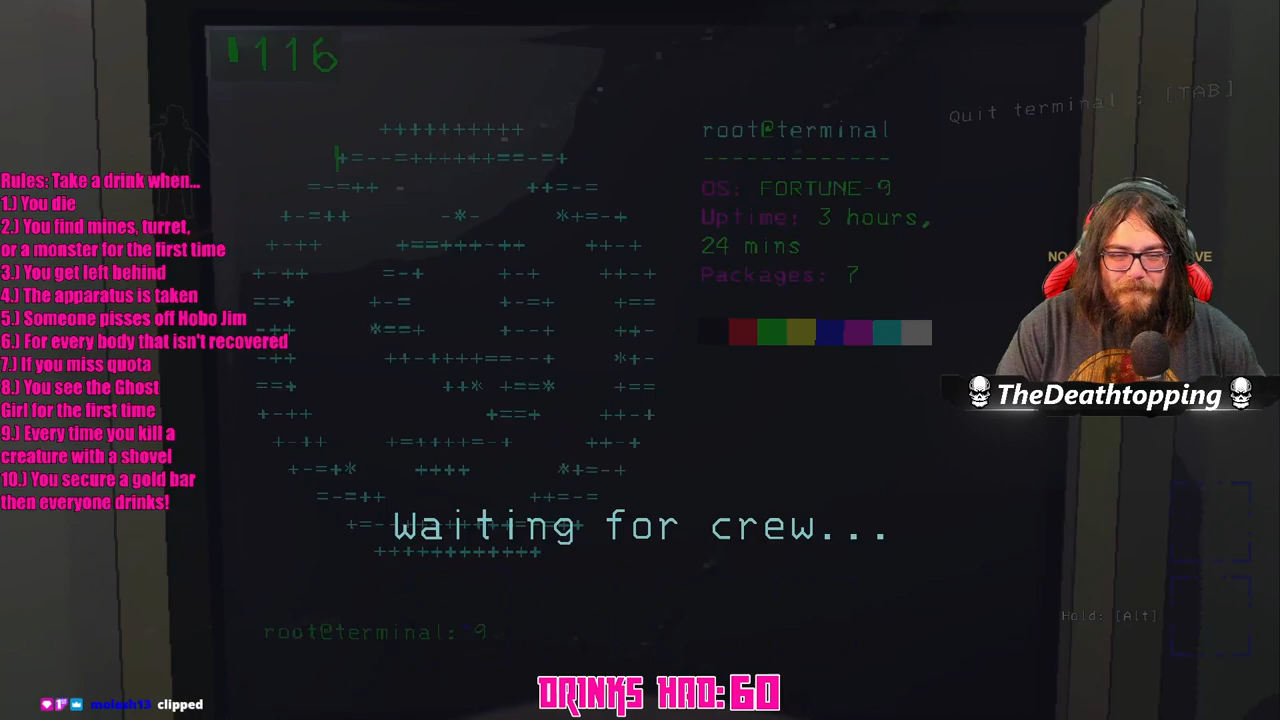 116
Quit terminal : [TAB]
root@terminal
-------------
OS: FORTUNE-9
Uptime: 3 hours,
24 mins
Packages: 7
Rules: Take a drink when...
1.) You die
2.) You find mines, turret,
or a monster for the first time
3.) You get left behind
4.) The apparatus is taken
5.) Someone pisses off Hobo Jim
6.) For every body that isn't recovered
7.) If you miss quota
8.) You see the Ghost
Girl for the first time
9.) Every time you kill a
creature with a shovel
10.) You secure a gold bar
then everyone drinks!
TheDeathtopping
Waiting for crew...
Hold: [Alt]
root@terminal: ~9
DRINKS HAD: 60
clipped